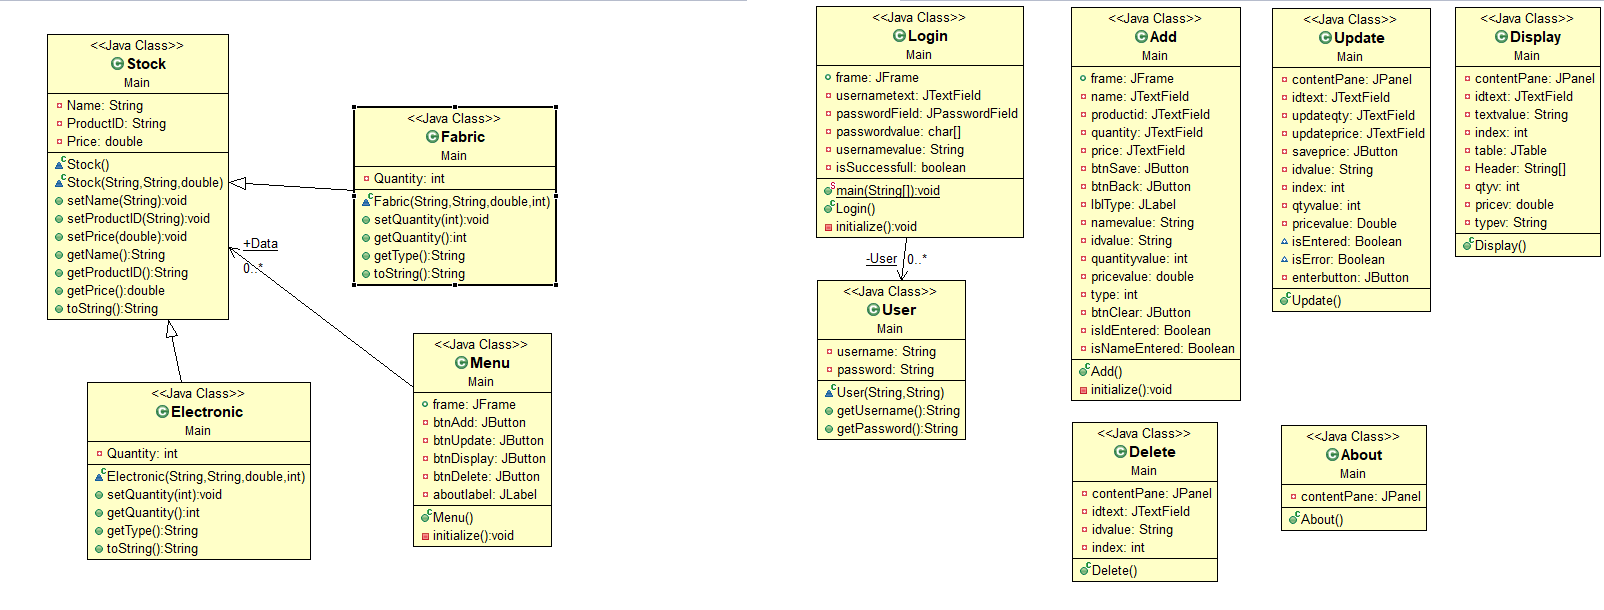 <<Java Class>>
Stock
Main
Name: String
ProductID: String
Price: double
Stock()
Stock(String,String,double)
setName(String):void
setProductID(String):void
setPrice(double):void
getName():String
getProductID():String
getPrice():double
toString():String
<<Java Class>>
Fabric
Main
Quantity: int
Fabric(String,String,double,int)
setQuantity(int):void
getQuantity():int
getType():String
toString():String
+Data
0..*
<<Java Class>>
Electronic
Main
Quantity: int
Electronic(String,String,double,int)
setQuantity(int):void
getQuantity():int
getType():String
toString():String
<<Java Class>>
Menu
Main
frame: JFrame
btnAdd: JButton
btnUpdate: JButton
btnDisplay: JButton
btnDelete: JButton
aboutlabel: JLabel
Menu()
initialize():void
<<Java Class>>
Login
Main
frame: JFrame
usernametext: JTextField
passwordField: JPasswordField
passwordvalue: char[]
usernamevalue: String
isSuccessfull: boolean
main(String[]):void
Login()
initialize():void
-User
0..*
<<Java Class>>
User
Main
username: String
password: String
User(String,String)
getUsername():String
getPassword():String
<<Java Class>>
Add
Main
frame: JFrame
name: JTextField
productid: JTextField
quantity: JTextField
price: JTextField
btnSave: JButton
btnBack: JButton
lblType: JLabel
namevalue: String
idvalue: String
quantityvalue: int
pricevalue: double
type: int
btnClear: JButton
isIdEntered: Boolean
isNameEntered: Boolean
Add()
initialize():void
<<Java Class>>
Update
Main
contentPane: JPanel
idtext: JTextField
updateqty: JTextField
updateprice: JTextField
saveprice: JButton
idvalue: String
index: int
qtyvalue: int
pricevalue: Double
isEntered: Boolean
isError: Boolean
enterbutton: JButton
Update()
<<Java Class>>
Display
Main
contentPane: JPanel
idtext: JTextField
textvalue: String
index: int
table: JTable
Header: String[]
qtyv: int
pricev: double
typev: String
Display()
<<Java Class>>
Delete
Main
contentPane: JPanel
idtext: JTextField
idvalue: String
index: int
Delete()
<<Java Class>>
About
Main
contentPane: JPanel
About()